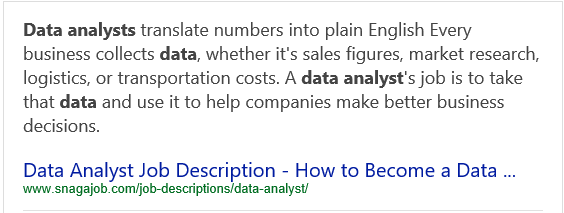 Data analysts translate numbers into plain English Every
business collects data, whether it's sales figures, market research,
logistics, or transportation costs. A data analyst's job is to take
that data and use it to help companies make better business
decisions.
Data Analyst Job Description - How to Become a Data ...
www.snagajob.com/job-descriptions/data-analyst/